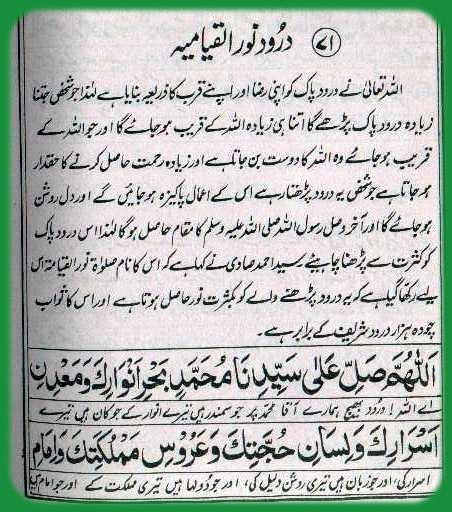 ۷۱ درود نور القیامیہ
اللہ تعالیٰ نے درود پاک کو اپنی رضا اور اپنے قرب کا ذریعہ بنایا ہے لہٰذا جو شخص جتنا
زیادہ درود پاک پڑھے گا اتنا ہی زیادہ اللہ کے قریب ہو جائے گا اور جو اللہ کے
قریب ہو جائے وہ اللہ کا دوست بن جاتا ہے اور زیادہ رحمت حاصل کرنے کا حقدار
ہو جاتا ہے جو شخص یہ درود پڑھتا رہے اس کے اعمال پاکیزہ ہو جائیں گے اور دل روشن
ہو جائے گا اور آخر وصل رسول اللہ صلی اللہ علیہ وسلم کا مقام حاصل ہو گا لہٰذا اس درود پاک
کو کثرت سے پڑھنا چاہیئے سید احمد صاوی نے کہا ہے کہ اس کا نام صلوٰۃ نور القیامۃ اس
لیے رکھا گیا ہے کہ یہ درود پڑھنے والے کو بکثرت نور حاصل ہوتا ہے اور اس کا ثواب
چودہ ہزار درود شریف کے برابر ہے۔
اَللّٰهُمَّ صَلِّ عَلٰى سَيِّدِنَا مُحَمَّدٍ بَحْرِ اَنْوَارِكَ وَمَعْدِنِ
اے اللہ! درود بھیج ہمارے آقا محمد پر جو سمندر ہیں تیرے انوار کے جو کان ہیں تیرے
اَسْرَارِكَ وَلِسَانِ حُجَّتِكَ وَعَرُوْسِ مَمْلَكَتِكَ وَاِمَامِ
اسرار کی، اور جو زبان ہیں تیری روشن دلیل کی، اور جو دولہا ہیں تیری مملکت کے اور جو امام ہیں